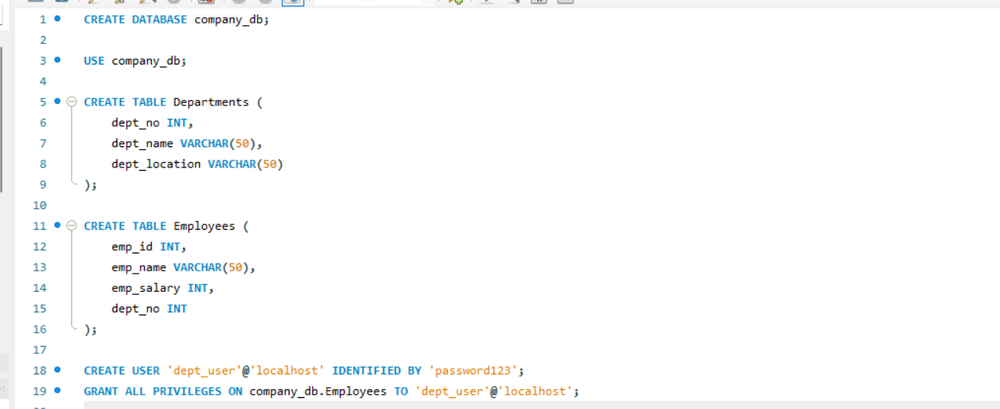 1 CREATE DATABASE company_db;
2
3 USE company_db;
4
5 CREATE TABLE Departments (
6 dept_no INT,
7 dept_name VARCHAR(50),
8 dept_location VARCHAR(50)
9 );
10
11 CREATE TABLE Employees (
12 emp_id INT,
13 emp_name VARCHAR(50),
14 emp_salary INT,
15 dept_no INT
16 );
17
18 CREATE USER 'dept_user'@'localhost' IDENTIFIED BY 'password123';
19 GRANT ALL PRIVILEGES ON company_db.Employees TO 'dept_user'@'localhost';